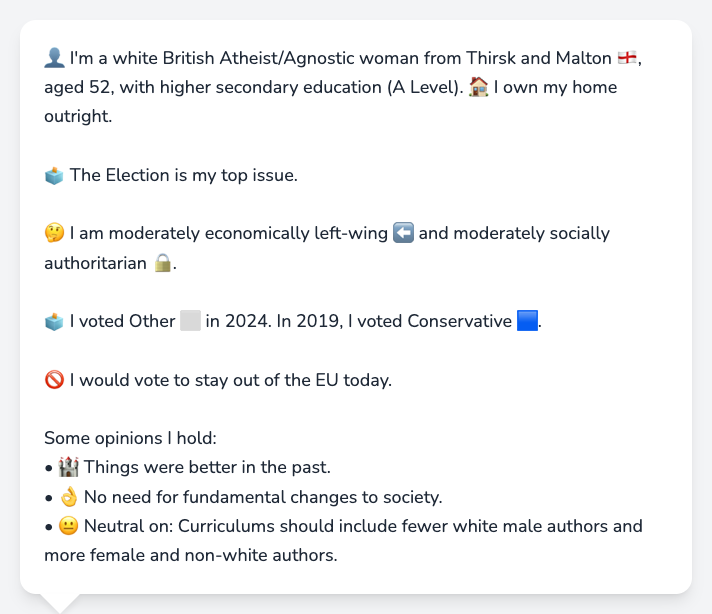 👤 I'm a white British Atheist/Agnostic woman from Thirsk and Malton 🏴󠁧󠁢󠁥󠁮󠁧󠁿,
aged 52, with higher secondary education (A Level). 🏠 I own my home
outright.
🗳️ The Election is my top issue.
🤔 I am moderately economically left-wing ⬅️ and moderately socially
authoritarian 🔒.
🗳️ I voted Other ⬜ in 2024. In 2019, I voted Conservative 🟦.
🚫 I would vote to stay out of the EU today.
Some opinions I hold:
• 🏰 Things were better in the past.
• 👌 No need for fundamental changes to society.
• 😐 Neutral on: Curriculums should include fewer white male authors and
more female and non-white authors.